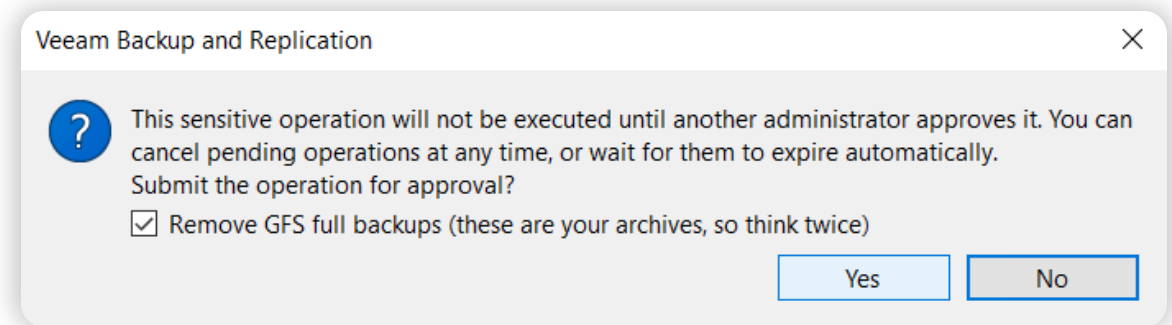 Veeam Backup and Replication
?
This sensitive operation will not be executed until another administrator approves it. You can
cancel pending operations at any time, or wait for them to expire automatically.
Submit the operation for approval?
Remove GFS full backups (these are your archives, so think twice)
Yes
No